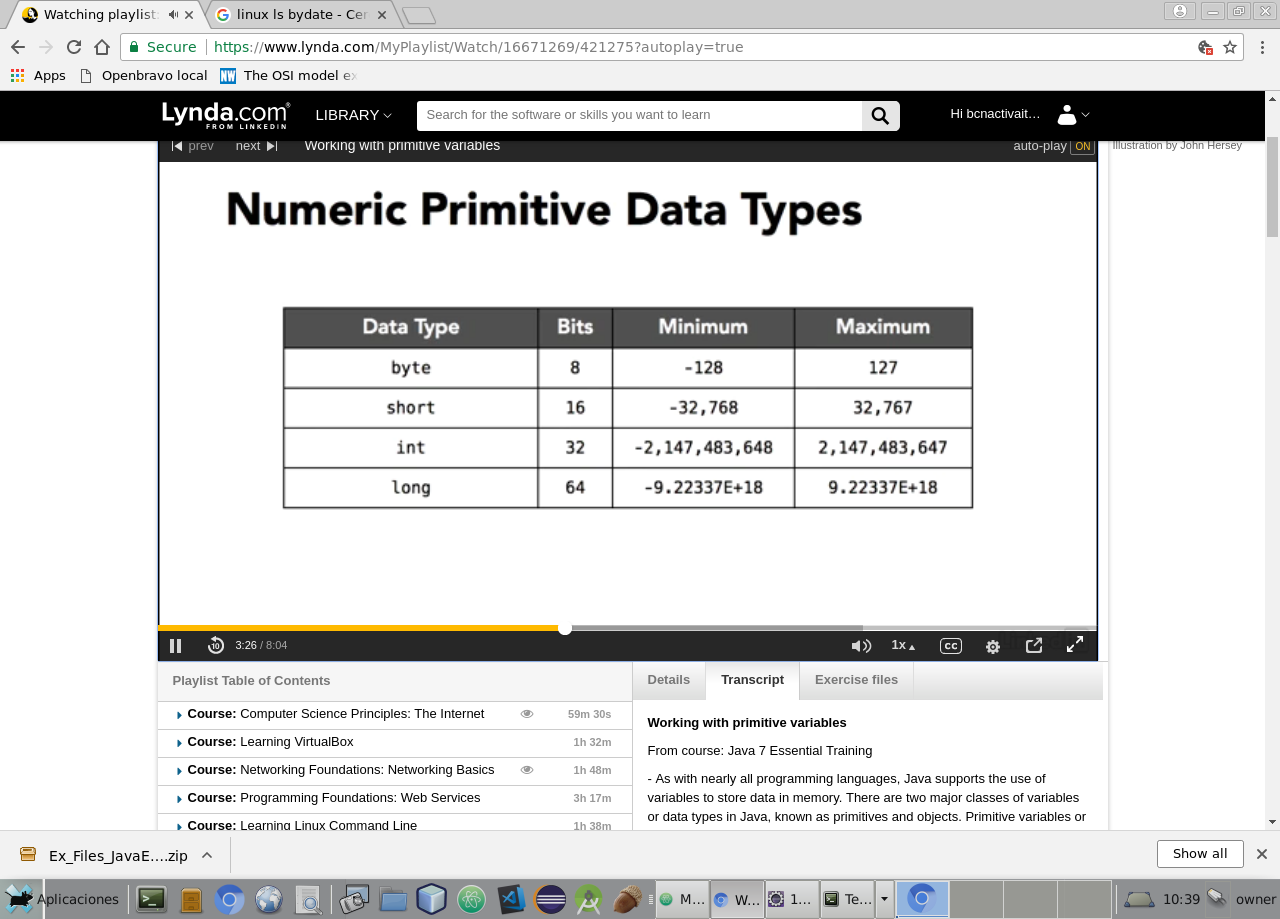 Watching playlist:
linux ls bydate - Cer
Secure
https://www.lynda.com/MyPlaylist/Watch/16671269/421275?autoplay=true
Apps
Openbravo local
NW
The OSI model ex
Lynda.com®
FROM LINKEDIN
LIBRARY
Search for the software or skills you want to learn
Hi bcnactivait…
prev
next
Working with primitive variables
auto-play
ON
Illustration by John Hersey
Numeric Primitive Data Types
Data Type Bits Minimum Maximum
byte 8 -128 127
short 16 -32,768 32,767
int 32 -2,147,483,648 2,147,483,647
long 64 -9.22337E+18 9.22337E+18
10
3:26 / 8:04
1x
cc
Playlist Table of Contents
Course: Computer Science Principles: The Internet 59m 30s
Course: Learning VirtualBox 1h 32m
Course: Networking Foundations: Networking Basics 1h 48m
Course: Programming Foundations: Web Services 3h 17m
Course: Learning Linux Command Line 1h 38m
Details
Transcript
Exercise files
Working with primitive variables
From course: Java 7 Essential Training
- As with nearly all programming languages, Java supports the use of
variables to store data in memory. There are two major classes of variables
or data types in Java, known as primitives and objects. Primitive variables or
Ex_Files_JavaE....zip
Show all
Aplicaciones
M...
W...
1...
Te...
10:39
owner